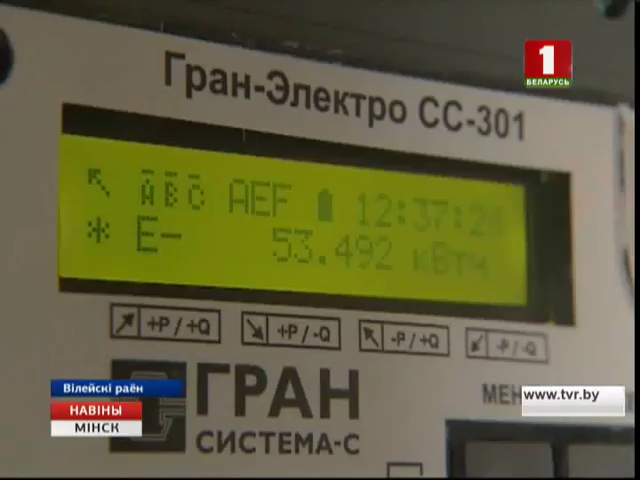 1
БЕЛАРУСЬ
Гран-Электро СС-301
ABC AEF 12:37:2
* E- 53.492 кВтч
+P/+Q +P/-Q -P/+Q -P/-Q
ГРАН
СИСТЕМА-С
Вілейскі раён
НАВІНЫ
МІНСК
www.tvr.by